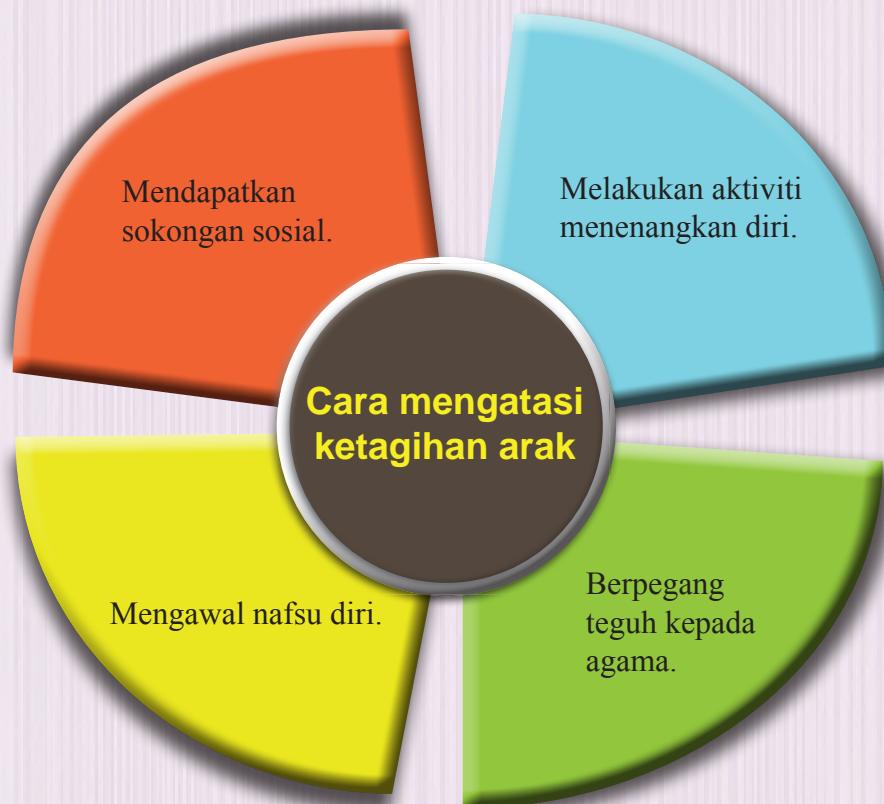 Mendapatkan
sokongan sosial.
Melakukan aktiviti
menenangkan diri.
Cara mengatasi
ketagihan arak
Mengawal nafsu diri.
Berpegang
teguh kepada
agama.